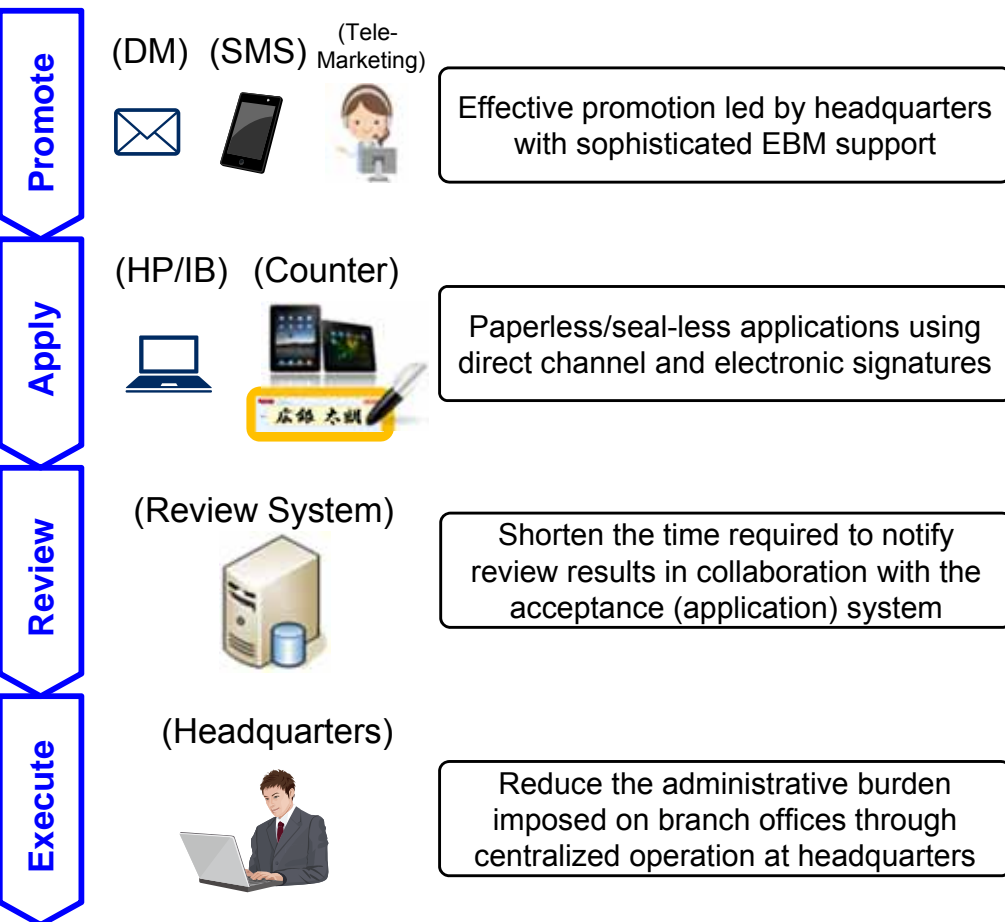 Promote
(DM) (SMS) (Tele-
Marketing)
Effective promotion led by headquarters
with sophisticated EBM support
Apply
(HP/IB) (Counter)
広銀 太朗
Paperless/seal-less applications using
direct channel and electronic signatures
Review
(Review System)
Shorten the time required to notify
review results in collaboration with the
acceptance (application) system
Execute
(Headquarters)
Reduce the administrative burden
imposed on branch offices through
centralized operation at headquarters